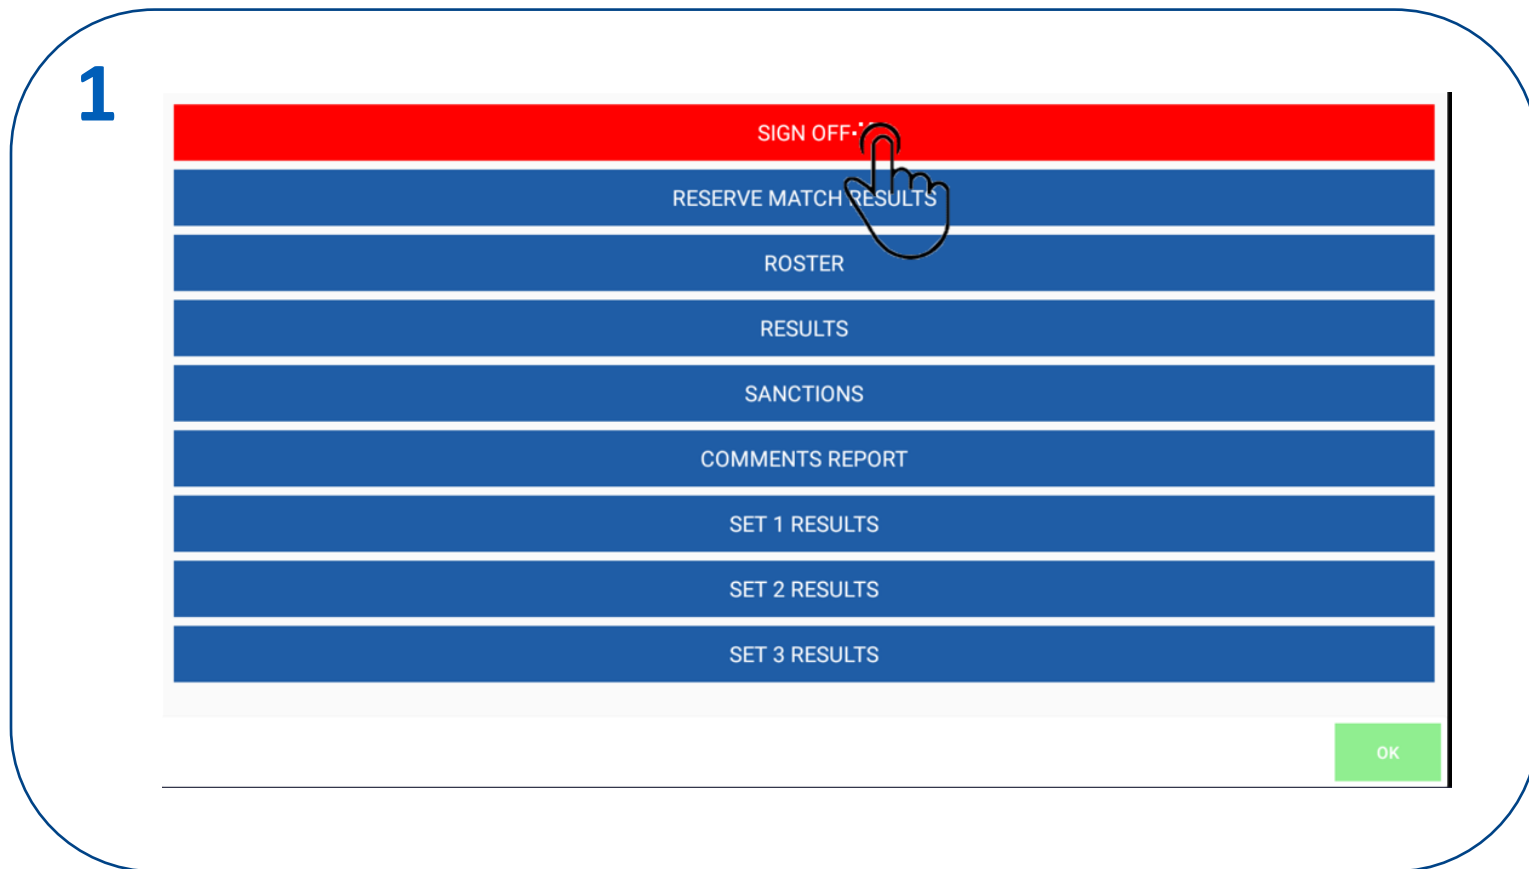 1
SIGN OFF
RESERVE MATCH RESULTS
ROSTER
RESULTS
SANCTIONS
COMMENTS REPORT
SET 1 RESULTS
SET 2 RESULTS
SET 3 RESULTS
OK